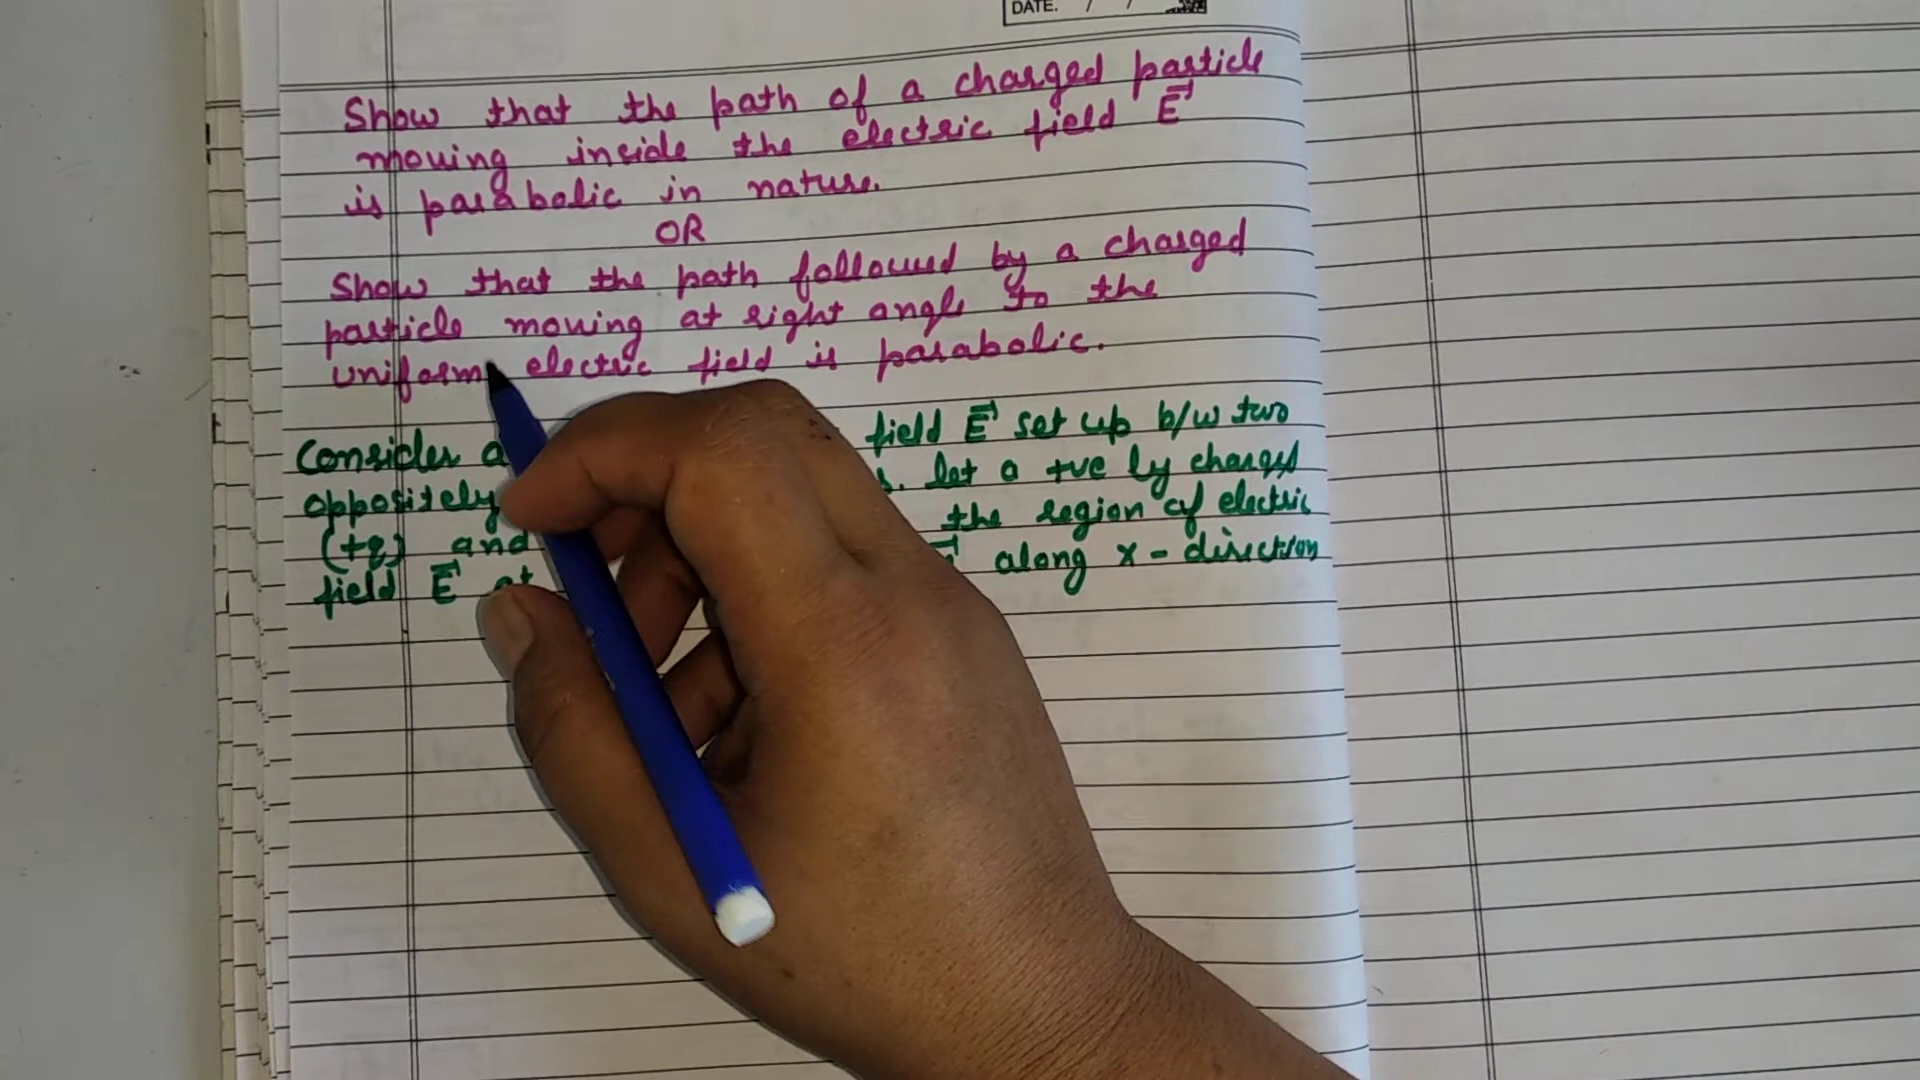 DATE. / /
Show that the path of a charged particle
moving inside the electric field E⃗
is parabolic in nature.
OR
Show that the path followed by a charged
particle moving at right angle to the
uniform electric field is parabolic.
Consider a field E⃗ set up b/w two
oppositely let a +ve ly charged
(+q) and the region of electric
field E⃗ at along x - direction